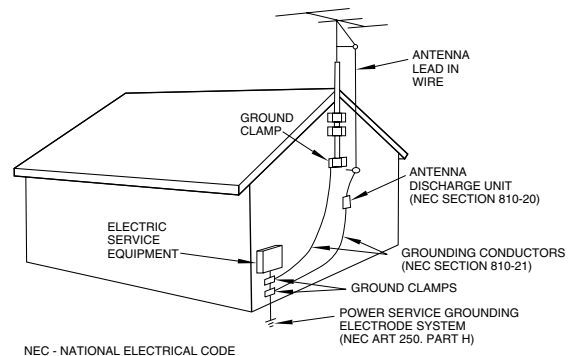 ANTENNA
LEAD IN
WIRE
GROUND
CLAMP
ANTENNA
DISCHARGE UNIT
(NEC SECTION 810-20)
ELECTRIC
SERVICE
EQUIPMENT
GROUNDING CONDUCTORS
(NEC SECTION 810-21)
GROUND CLAMPS
POWER SERVICE GROUNDING
ELECTRODE SYSTEM
(NEC ART 250. PART H)
NEC - NATIONAL ELECTRICAL CODE